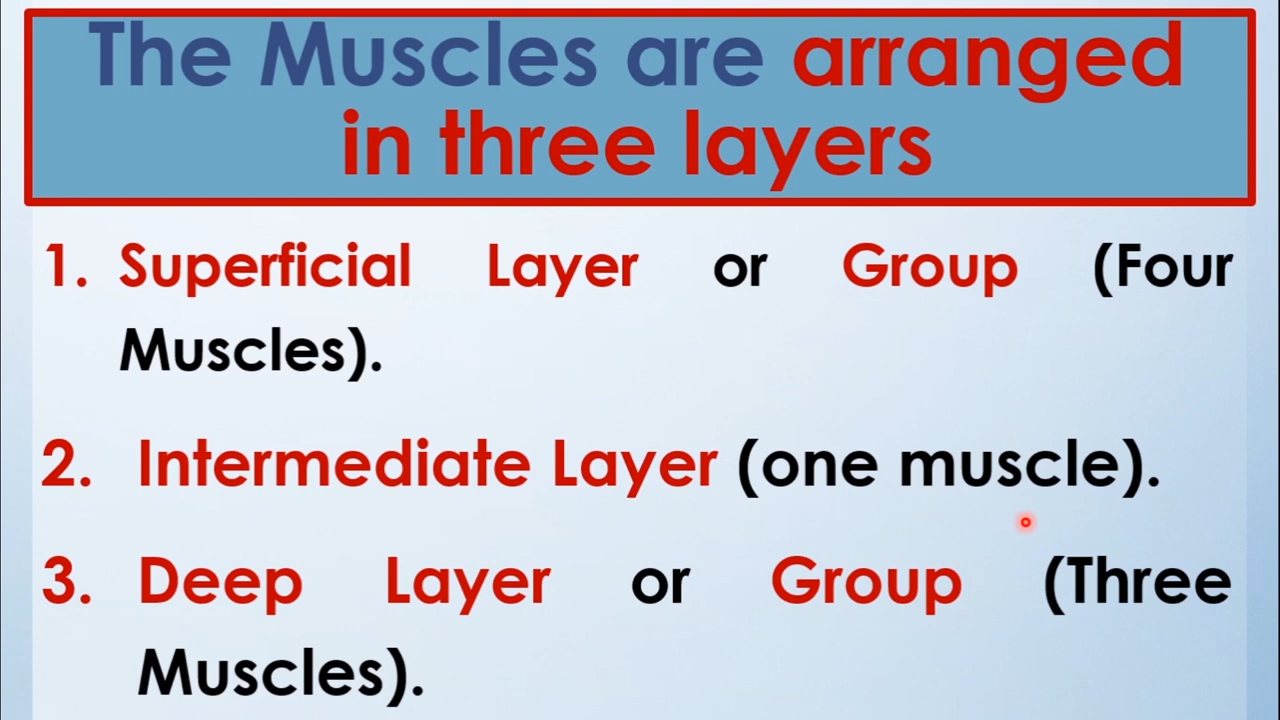 The Muscles are arranged
in three layers
1. Superficial Layer or Group (Four
Muscles).
2. Intermediate Layer (one muscle).
3. Deep Layer or Group (Three
Muscles).